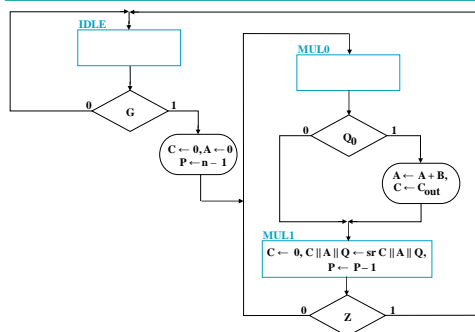 IDLE
MUL0
0 G 1
0 Q0 1
C ← 0, A ← 0
P ← n – 1
A ← A + B,
C ← Cout
MUL1
C ← 0, C || A || Q ← sr C || A || Q,
P ← P – 1
0 Z 1